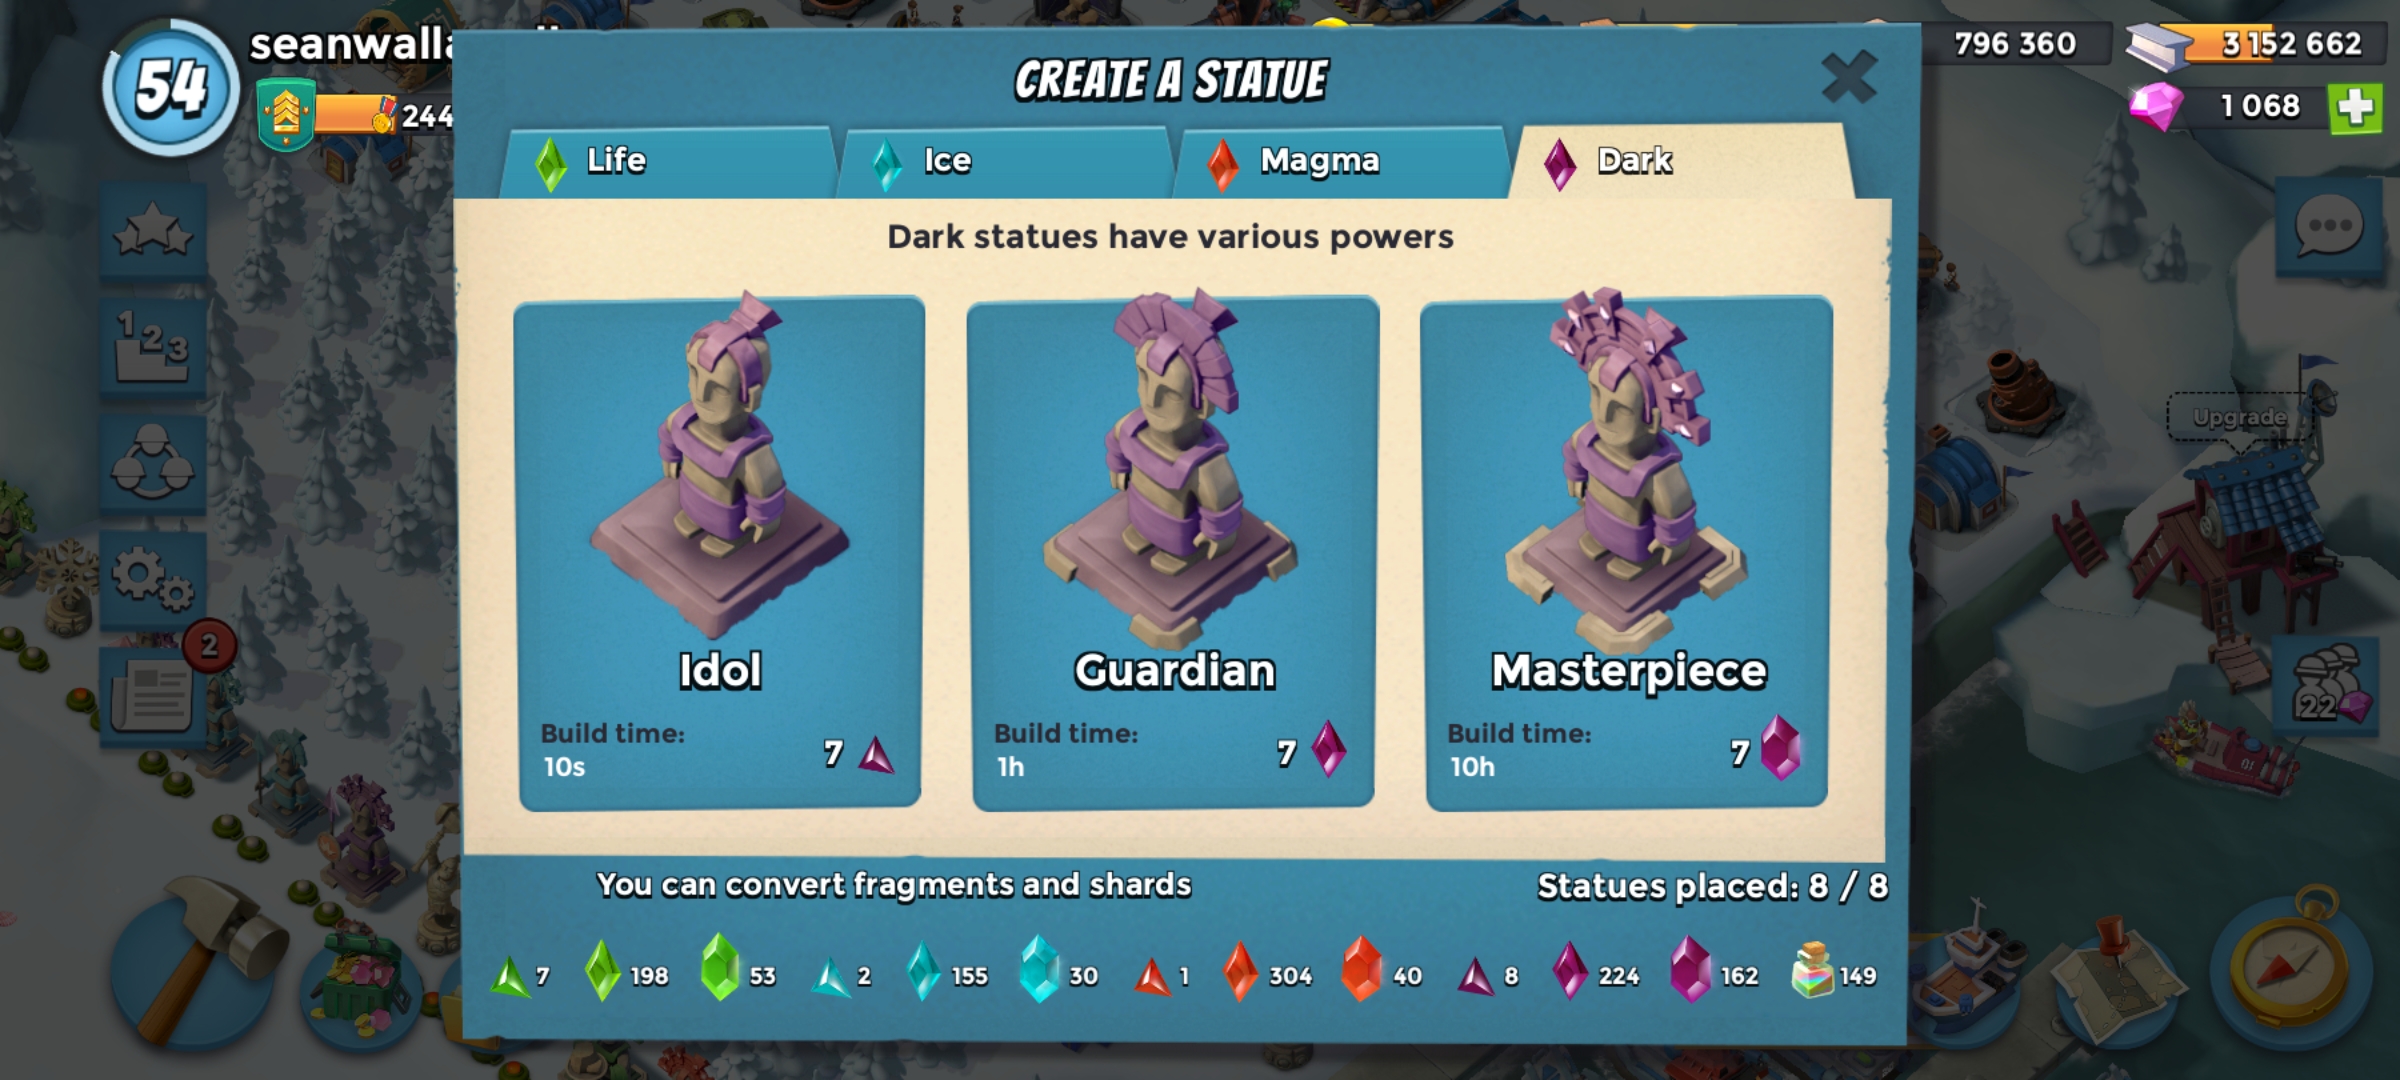 54
244
CREATE A STATUE
796 360
3 152 662
1 068
Life
Ice
Magma
Dark
Dark statues have various powers
1 2 3
Upgrade
2
Idol
Build time:
10s
7
Guardian
Build time:
1h
7
Masterpiece
Build time:
10h
7
22
You can convert fragments and shards
Statues placed: 8 / 8
7
198
53
2
155
30
1
304
40
8
224
162
149